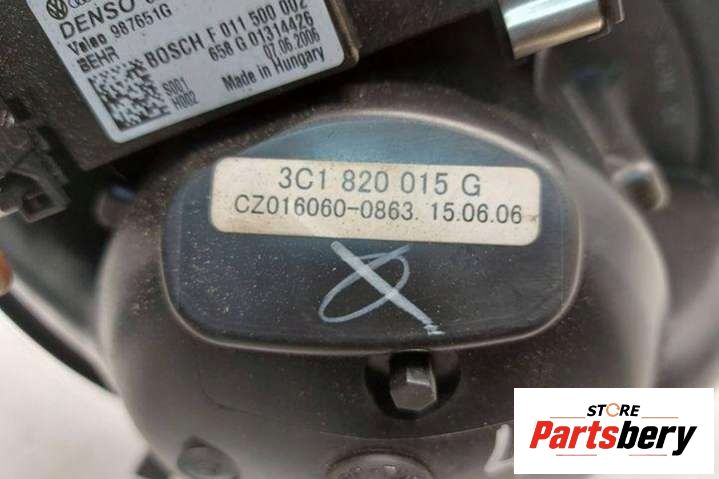 DENSO
Valeo 987651G
BEHR
BOSCH F 011 500 002
658 G 01314426
07.06.2006
Made in Hungary
S001
H002
3C1 820 015 G
CZ016060-0863. 15.06.06
STORE
Partsbery